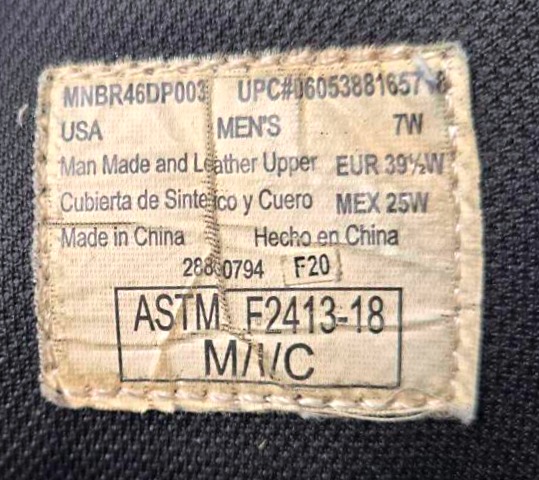 MNBR46DP003 UPC#
USA MEN'S 7W
Man Made and Leather Upper EUR 39½W
Cubierta de Sintetico y Cuero MEX 25W
Made in China Hecho en China
F20
ASTM F2413-18
M/I/C